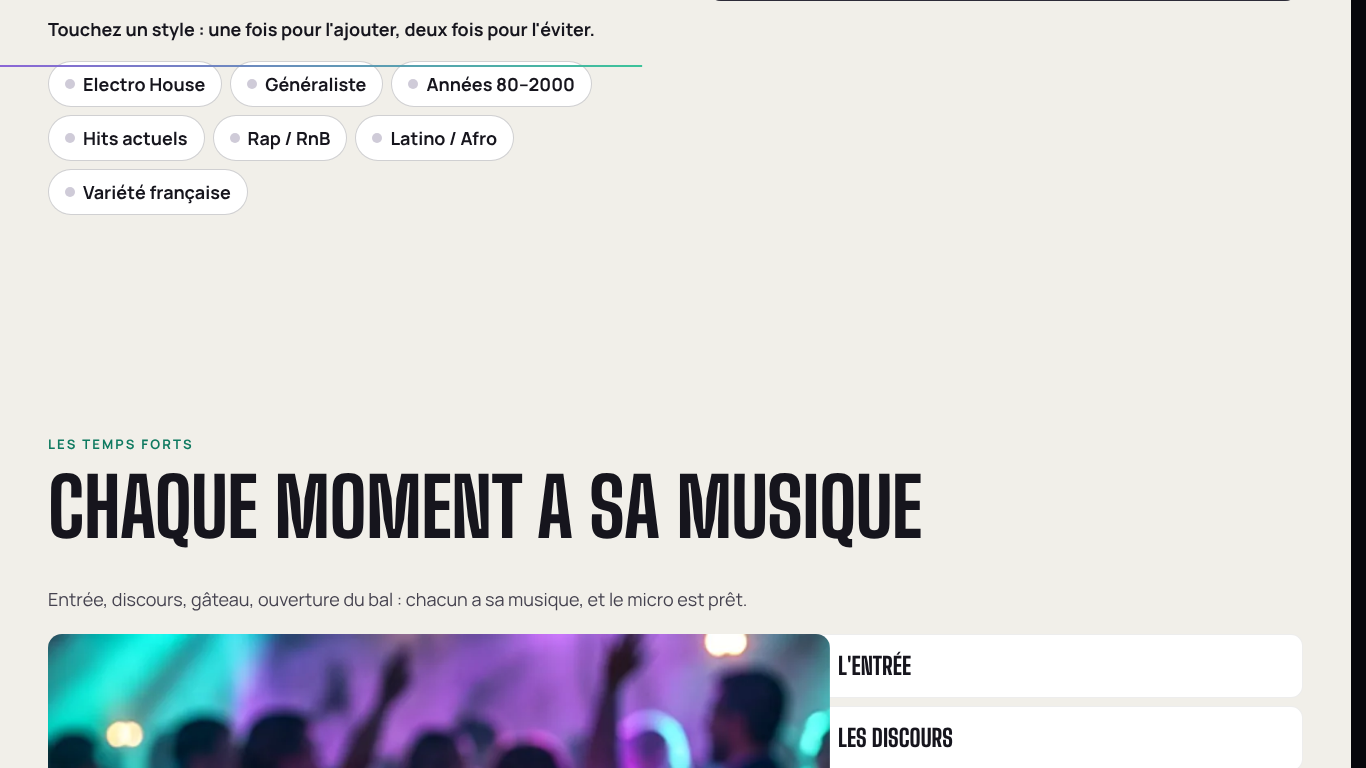 Touchez un style : une fois pour l'ajouter, deux fois pour l'éviter.
Electro House
Généraliste
Années 80–2000
Hits actuels
Rap / RnB
Latino / Afro
Variété française
LES TEMPS FORTS
CHAQUE MOMENT A SA MUSIQUE
Entrée, discours, gâteau, ouverture du bal : chacun a sa musique, et le micro est prêt.
L'ENTRÉE
LES DISCOURS